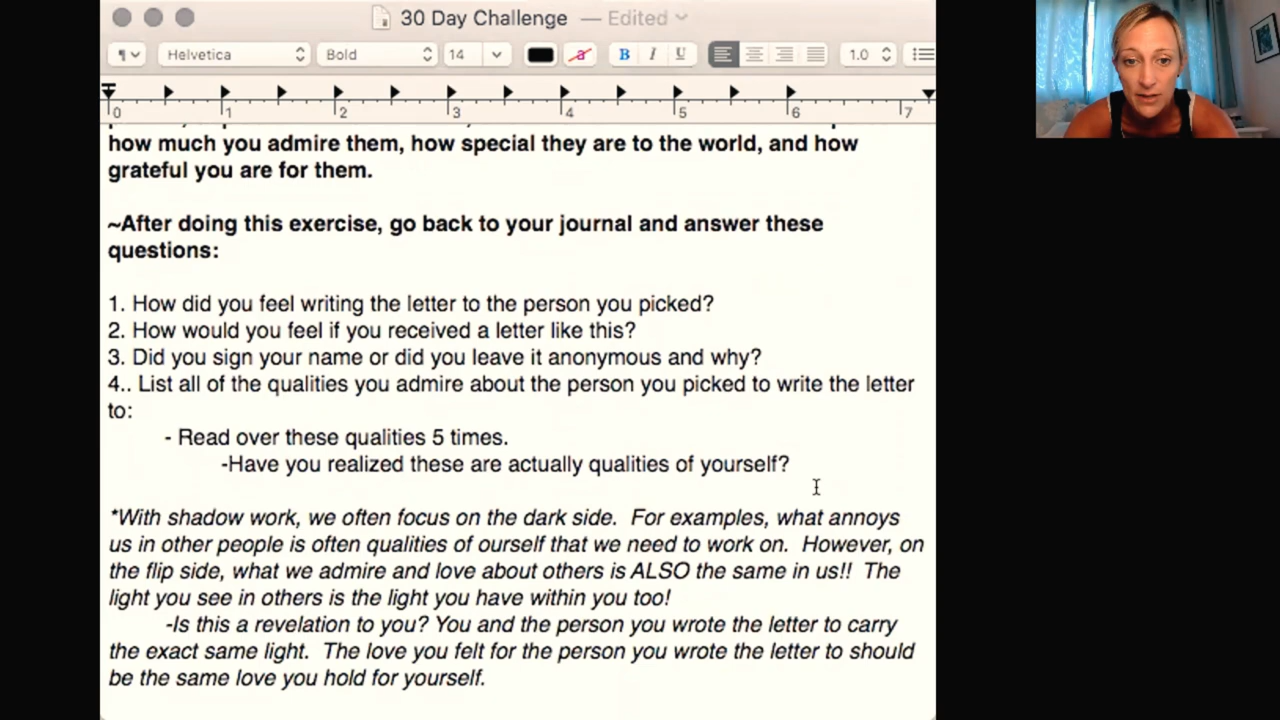 30 Day Challenge — Edited
Helvetica Bold 14 a B I U 1.0
0 1 2 3 4 5 6 7
how much you admire them, how special they are to the world, and how
grateful you are for them.
~After doing this exercise, go back to your journal and answer these
questions:
1. How did you feel writing the letter to the person you picked?
2. How would you feel if you received a letter like this?
3. Did you sign your name or did you leave it anonymous and why?
4.. List all of the qualities you admire about the person you picked to write the letter
to:
- Read over these qualities 5 times.
-Have you realized these are actually qualities of yourself?
*With shadow work, we often focus on the dark side. For examples, what annoys
us in other people is often qualities of ourself that we need to work on. However, on
the flip side, what we admire and love about others is ALSO the same in us!! The
light you see in others is the light you have within you too!
-Is this a revelation to you? You and the person you wrote the letter to carry
the exact same light. The love you felt for the person you wrote the letter to should
be the same love you hold for yourself.